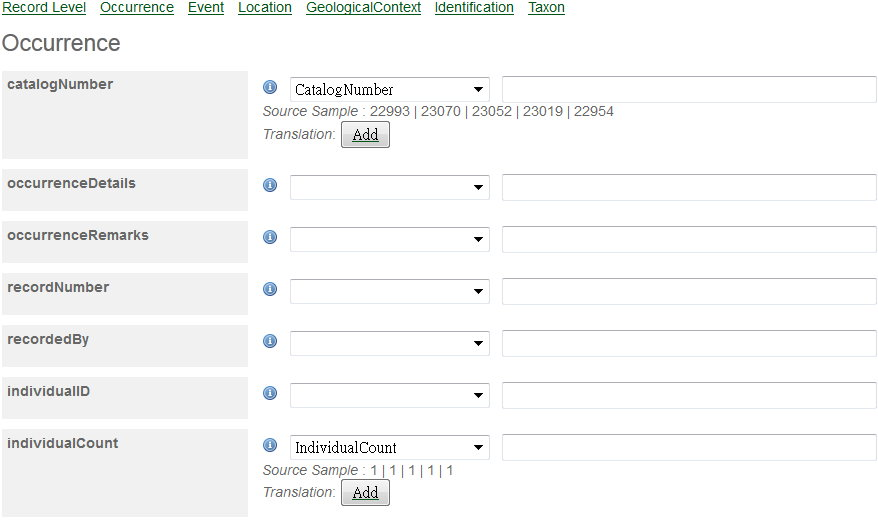 Record Level Occurrence Event Location GeologicalContext Identification Taxon
Occurrence
catalogNumber CatalogNumber
Source Sample : 22993 | 23070 | 23052 | 23019 | 22954
Translation: Add
occurrenceDetails
occurrenceRemarks
recordNumber
recordedBy
individualID
individualCount IndividualCount
Source Sample : 1 | 1 | 1 | 1 | 1
Translation: Add